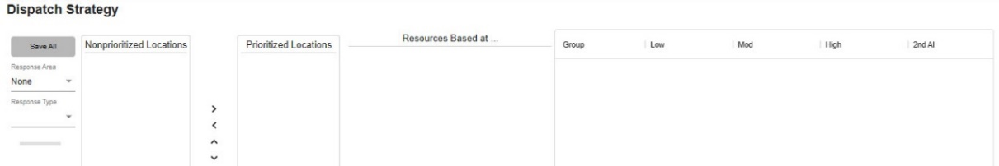 Dispatch Strategy
Save All
Nonprioritized Locations
Prioritized Locations
Resources Based at ...
Group
Low
Mod
High
2nd AI
Response Area
None
Response Type